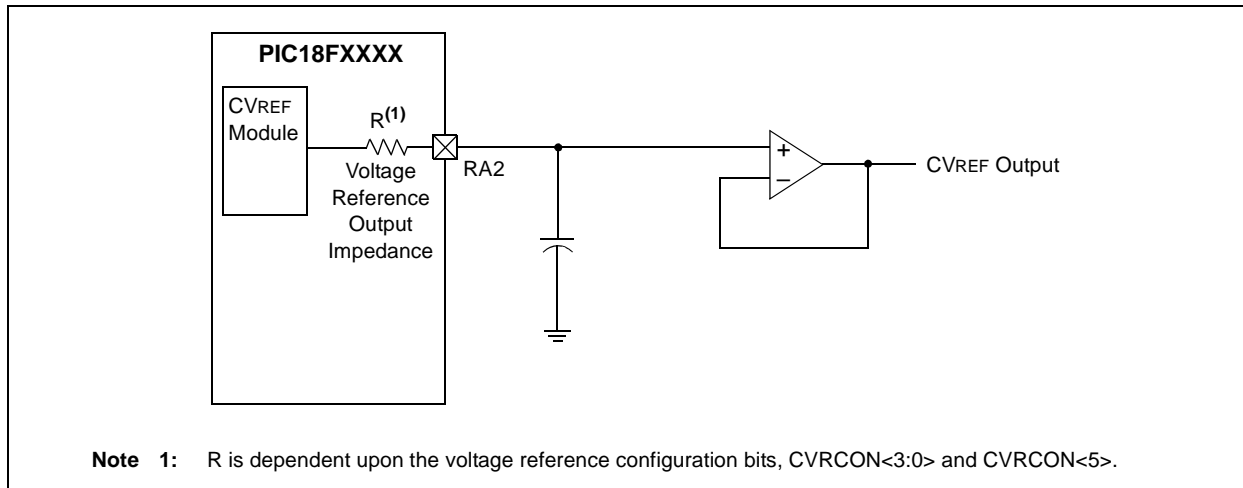 PIC18FXXXX
CVREF
Module
R(1)
Voltage
Reference
Output
Impedance
RA2
+
–
CVREF Output
Note 1: R is dependent upon the voltage reference configuration bits, CVRCON<3:0> and CVRCON<5>.